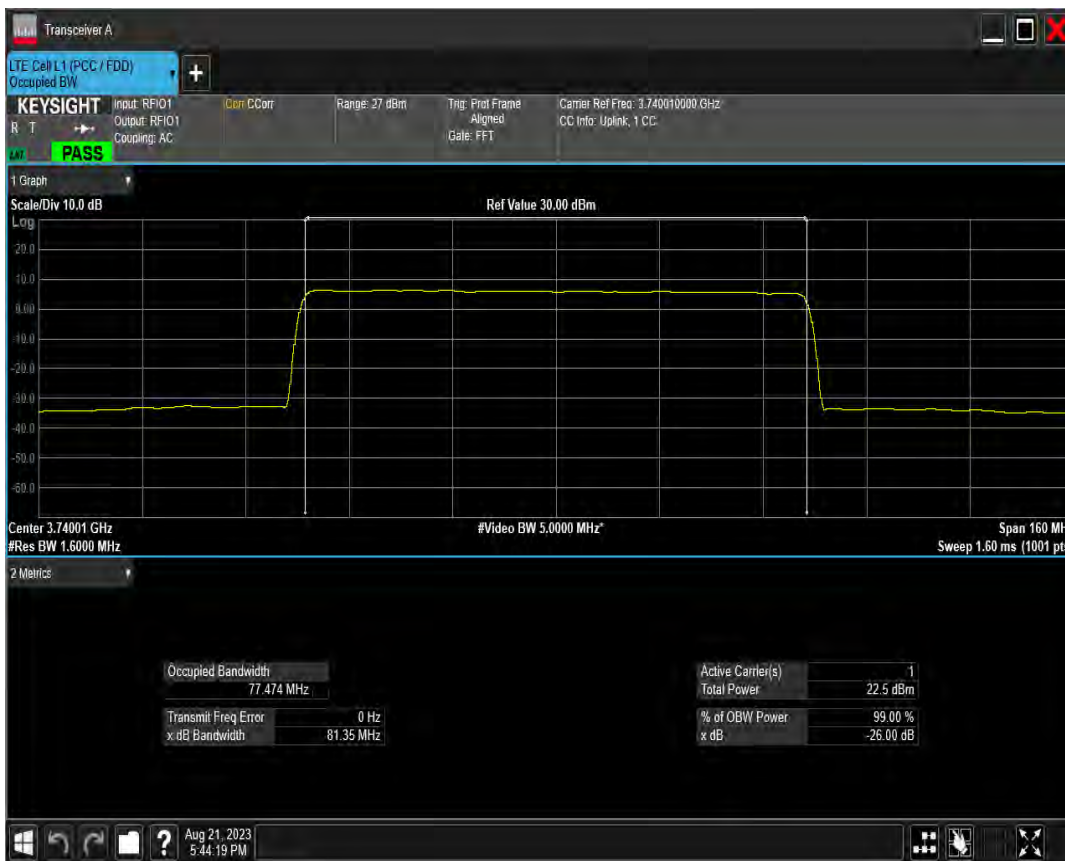 Transceiver A
LTE Cell L1 (PCC / FDD)
Occupied BW
+
KEYSIGHT
R T
PASS
Input: RFIO1
Output: RFIO1
Coupling: AC
Corr CCorr
Range: 27 dBm
Trig: Prot Frame
Aligned
Gate: FFT
Carrier Ref Freq: 3.740010000 GHz
CC Info: Uplink, 1 CC
1 Graph
Scale/Div 10.0 dB
Ref Value 30.00 dBm
Log
20.0
10.0
0.00
-10.0
-20.0
-30.0
-40.0
-50.0
-60.0
Center 3.74001 GHz
#Video BW 5.0000 MHz*
Span 160 MH
#Res BW 1.6000 MHz
Sweep 1.60 ms (1001 pts
2 Metrics
Occupied Bandwidth
77.474 MHz
Transmit Freq Error 0 Hz
x dB Bandwidth 81.35 MHz
Active Carrier(s) 1
Total Power 22.5 dBm
% of OBW Power 99.00 %
x dB -26.00 dB
?
Aug 21, 2023
5:44:19 PM